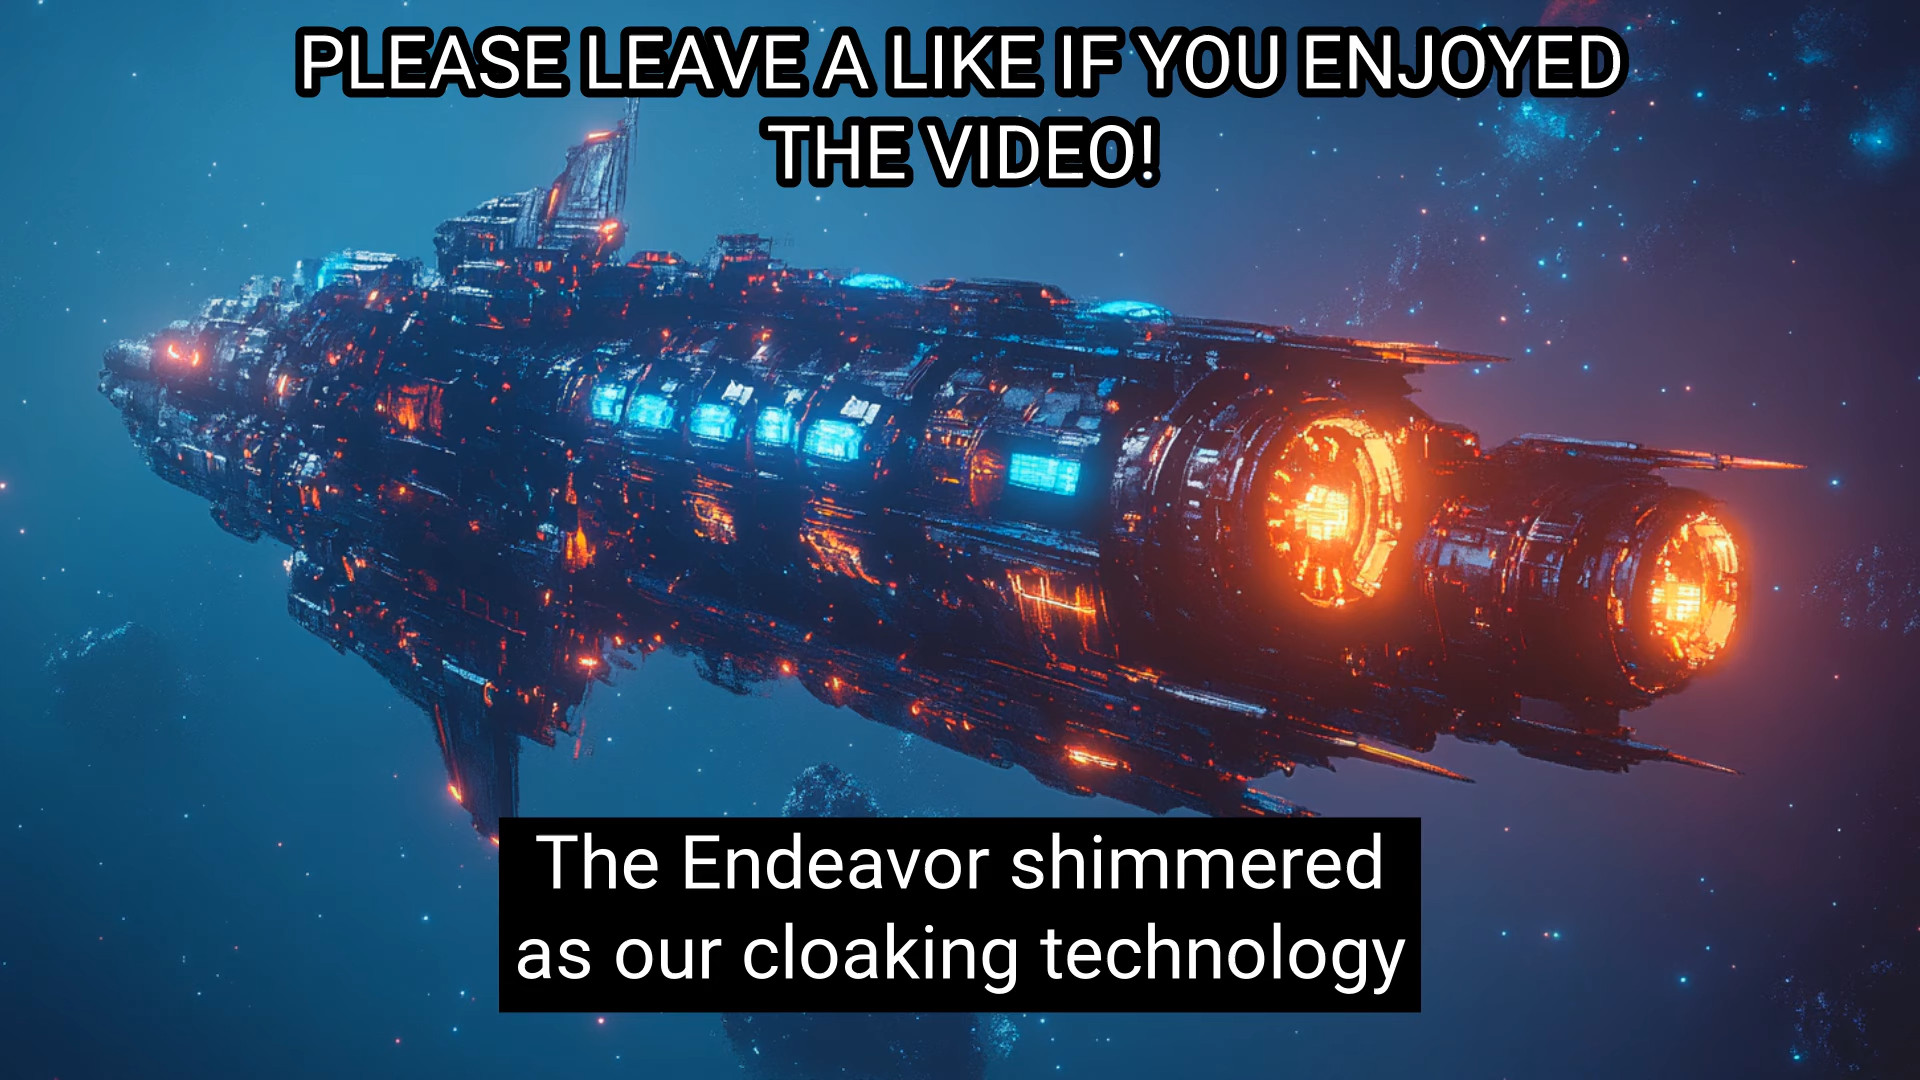 PLEASE LEAVE A LIKE IF YOU ENJOYED
THE VIDEO!
The Endeavor shimmered
as our cloaking technology